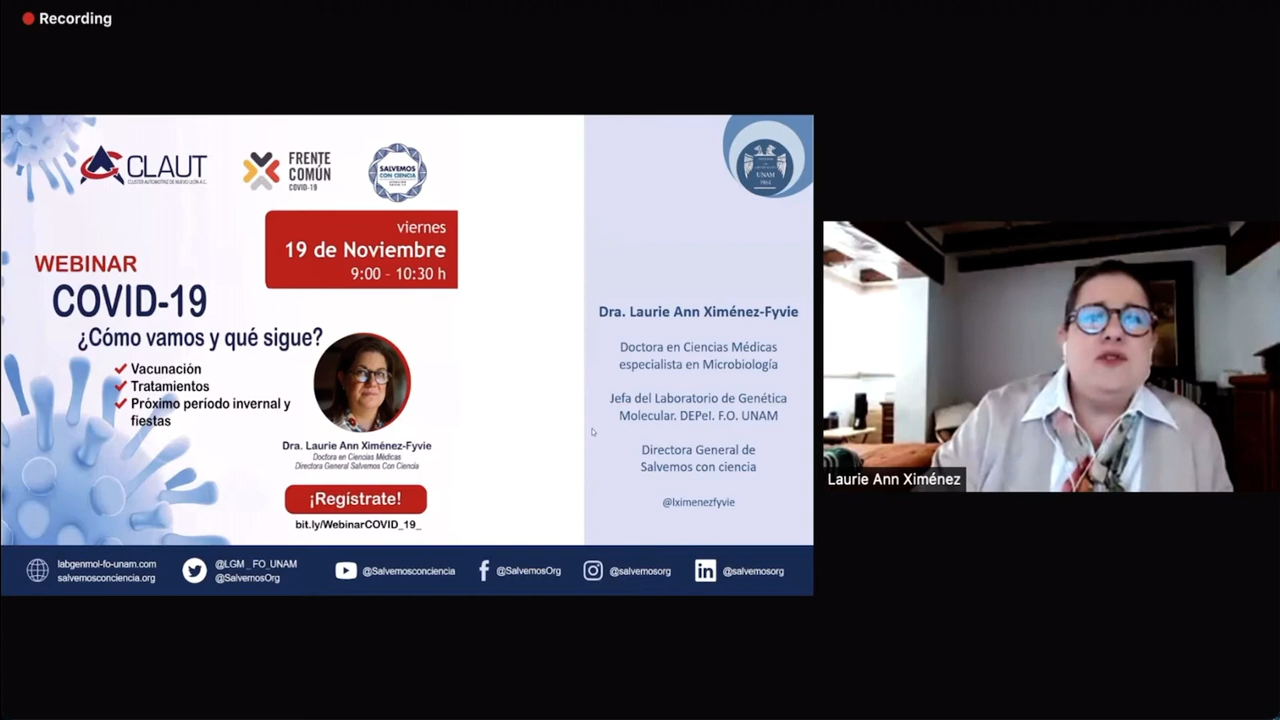 Recording
CLAUT
CLUSTER AUTOMOTRIZ DE NUEVO LEÓN A.C.
FRENTE
COMÚN
COVID-19
SALVEMOS
CON CIENCIA
UNAM
viernes
19 de Noviembre
9:00 - 10:30 h
WEBINAR
COVID-19
¿Cómo vamos y qué sigue?
Vacunación
Tratamientos
Próximo período invernal y
fiestas
Dra. Laurie Ann Ximénez-Fyvie
Doctora en Ciencias Médicas
Directora General Salvemos Con Ciencia
¡Regístrate!
bit.ly/WebinarCOVID_19_
Dra. Laurie Ann Ximénez-Fyvie
Doctora en Ciencias Médicas
especialista en Microbiología
Jefa del Laboratorio de Genética
Molecular. DEPeI. F.O. UNAM
Directora General de
Salvemos con ciencia
@lximenezfyvie
labgenmol-fo-unam.com
salvemosconciencia.org
@LGM_FO_UNAM
@SalvemosOrg
@Salvemosconciencia
@SalvemosOrg
@salvemosorg
@salvemosorg
Laurie Ann Ximénez